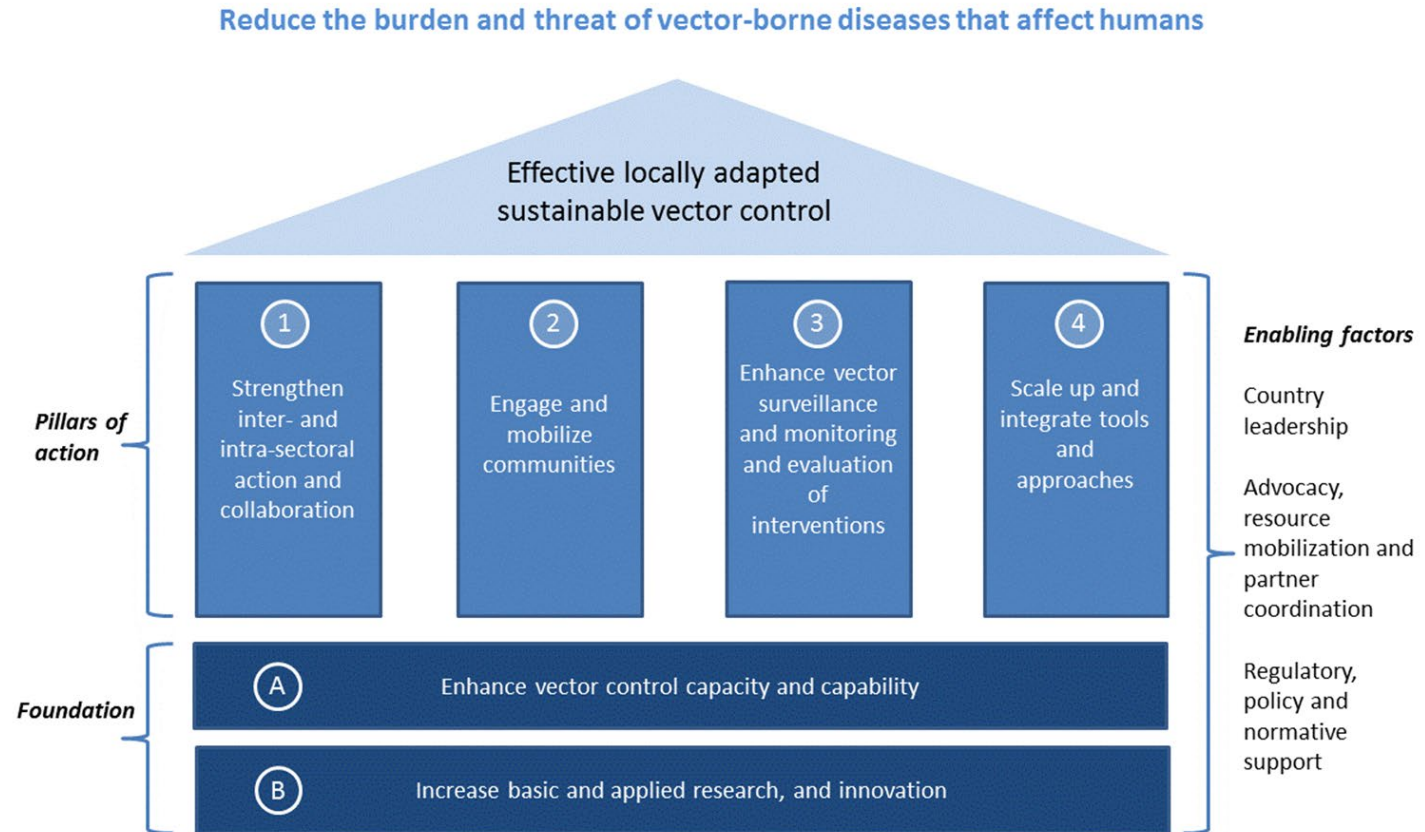 Reduce the burden and threat of vector-borne diseases that affect humans
Effective locally adapted
sustainable vector control
Pillars of
action
1
Strengthen
inter- and
intra-sectoral
action and
collaboration
2
Engage and
mobilize
communities
3
Enhance vector
surveillance
and monitoring
and evaluation
of
interventions
4
Scale up and
integrate tools
and
approaches
Enabling factors
Country
leadership
Advocacy,
resource
mobilization and
partner
coordination
Regulatory,
policy and
normative
support
Foundation
A
Enhance vector control capacity and capability
B
Increase basic and applied research, and innovation